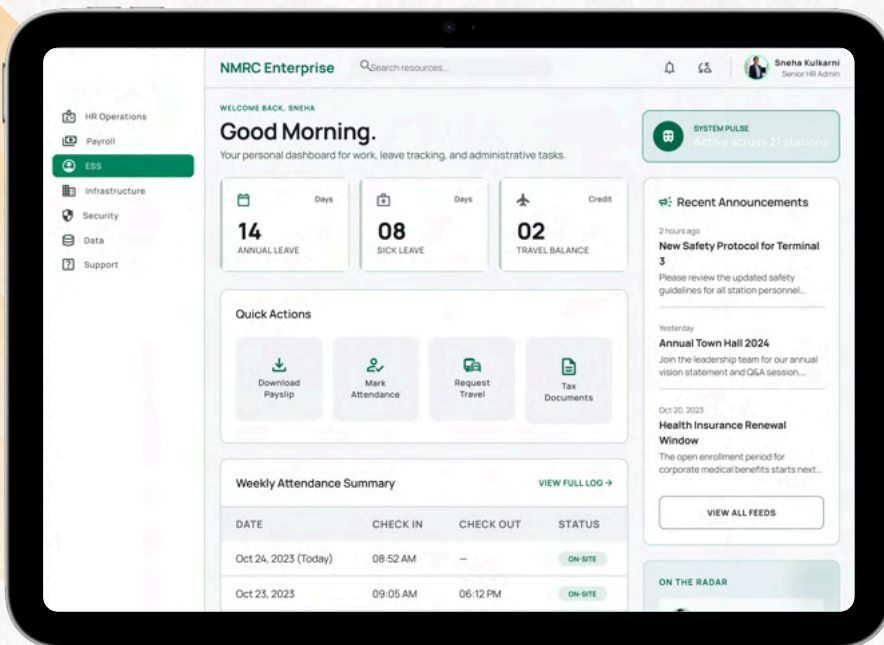 NMRC Enterprise
Search resources...
Sneha Kulkarni
Senior HR Admin
HR Operations
Payroll
ESS
Infrastructure
Security
Data
Support
WELCOME BACK, SNEHA
Good Morning.
Your personal dashboard for work, leave tracking, and administrative tasks.
Days
14
ANNUAL LEAVE
Days
08
SICK LEAVE
Credit
02
TRAVEL BALANCE
Quick Actions
Download
Payslip
Mark
Attendance
Request
Travel
Tax
Documents
Weekly Attendance Summary
VIEW FULL LOG →
DATE CHECK IN CHECK OUT STATUS
Oct 24, 2023 (Today) 08:52 AM — ON-SITE
Oct 23, 2023 09:05 AM 06:12 PM ON-SITE
SYSTEM PULSE
Active across 21 stations
Recent Announcements
2 hours ago
New Safety Protocol for Terminal
3
Please review the updated safety
guidelines for all station personnel...
Yesterday
Annual Town Hall 2024
Join the leadership team for our annual
vision statement and Q&A session....
Oct 20, 2023
Health Insurance Renewal
Window
The open enrollment period for
corporate medical benefits starts next...
VIEW ALL FEEDS
ON THE RADAR